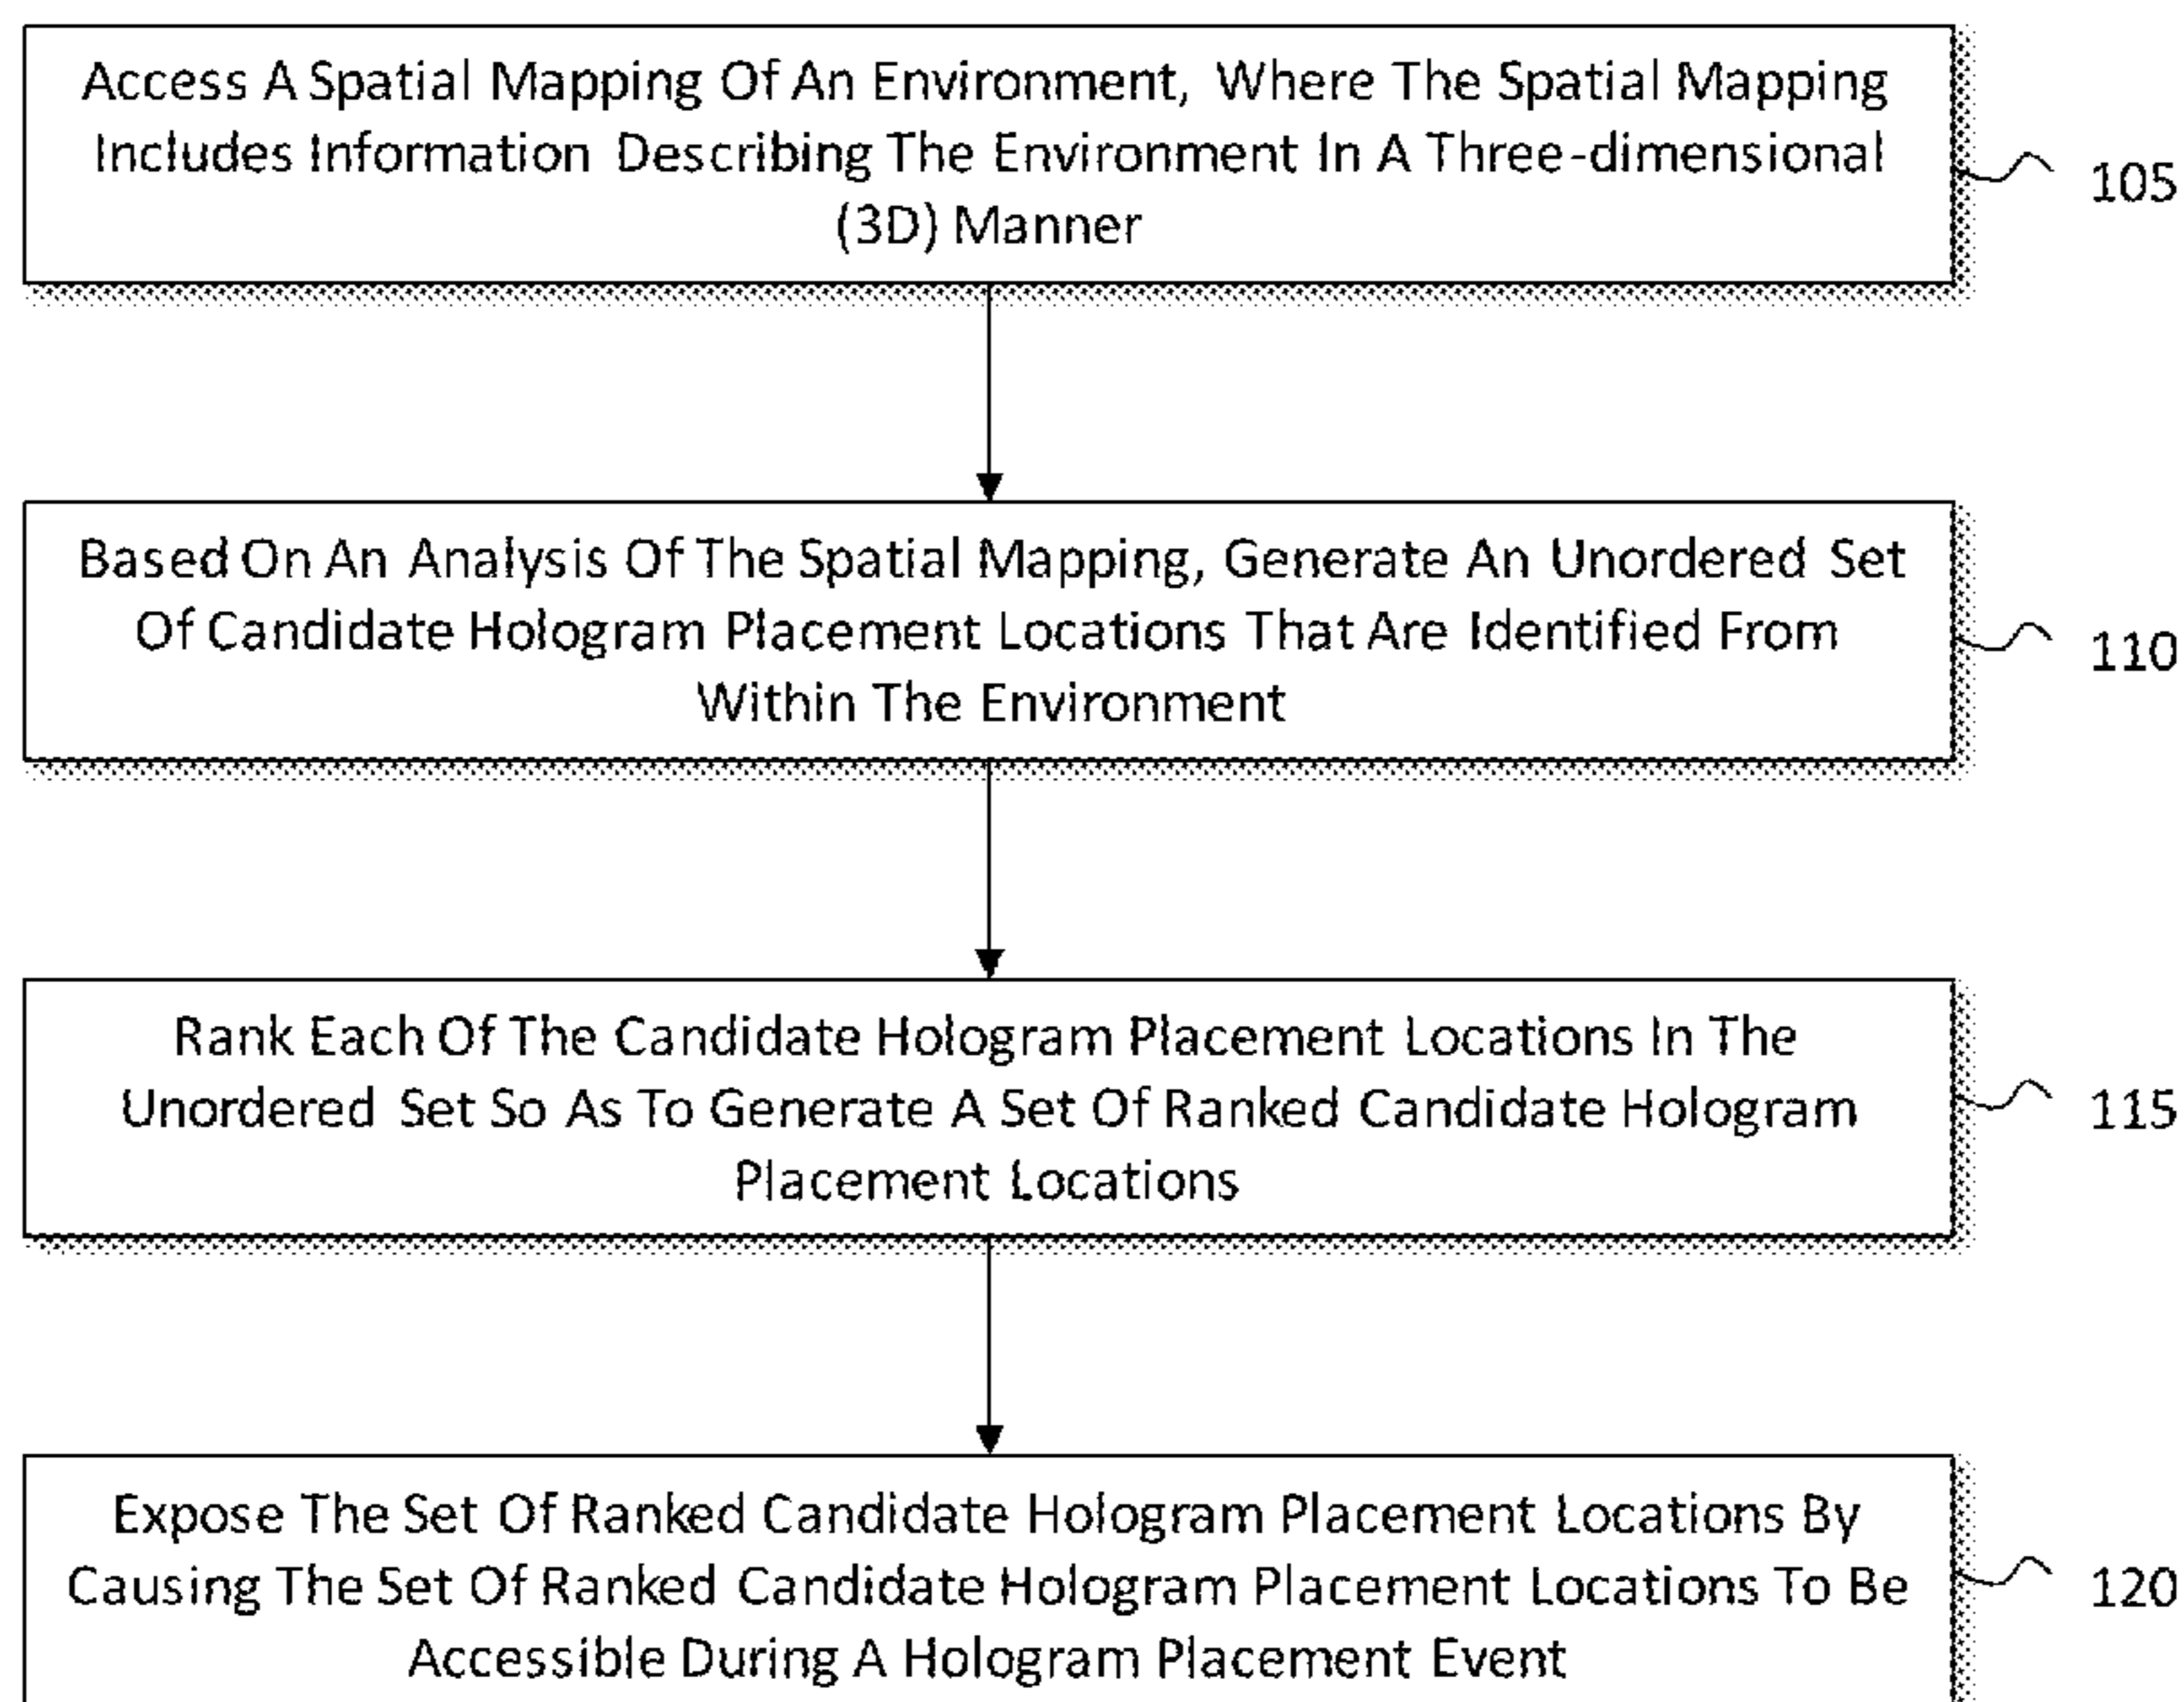 Access A Spatial Mapping Of An Environment, Where The Spatial Mapping
Includes Information Describing The Environment In A Three-dimensional
(3D) Manner
105
Based On An Analysis Of The Spatial Mapping, Generate An Unordered Set
Of Candidate Hologram Placement Locations That Are Identified From
Within The Environment
110
Rank Each Of The Candidate Hologram Placement Locations In The
Unordered Set So As To Generate A Set Of Ranked Candidate Hologram
Placement Locations
115
Expose The Set Of Ranked Candidate Hologram Placement Locations By
Causing The Set Of Ranked Candidate Hologram Placement Locations To Be
Accessible During A Hologram Placement Event
120